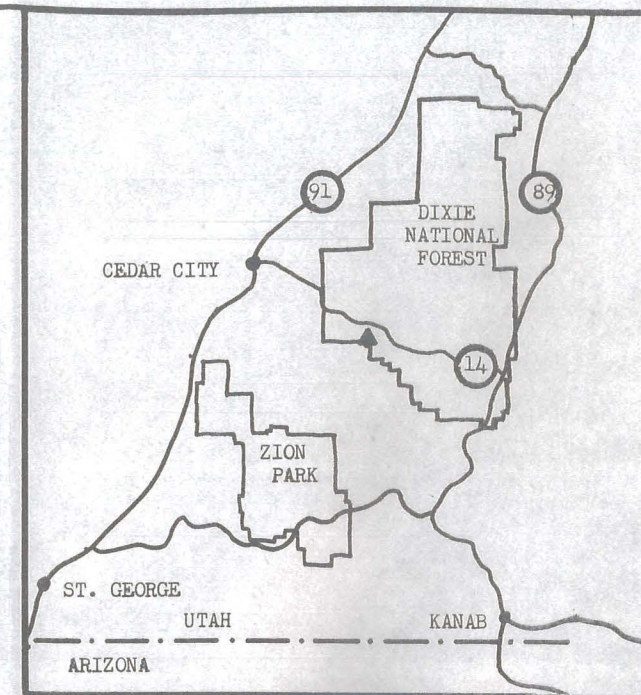 91
89
DIXIE
NATIONAL
FOREST
CEDAR CITY
14
ZION
PARK
ST. GEORGE
UTAH
KANAB
ARIZONA